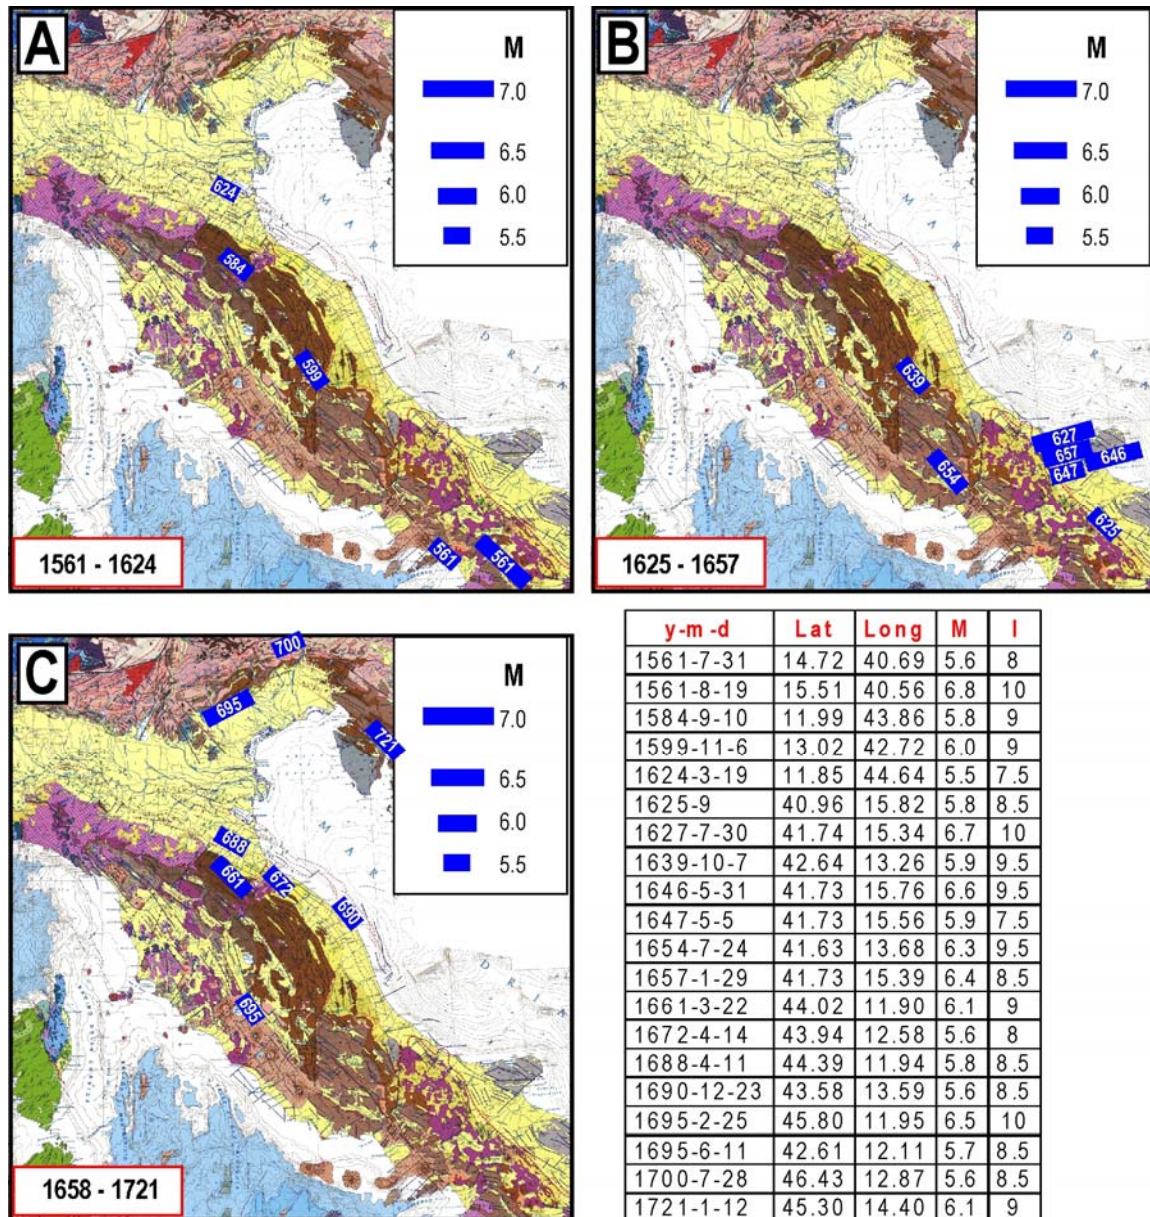 A
M
7.0
6.5
6.0
5.5
624
584
599
561
561
1561 - 1624
B
M
7.0
6.5
6.0
5.5
639
627
657
646
647
654
625
1625 - 1657
C
M
7.0
6.5
6.0
5.5
700
695
721
688
661
672
690
695
1658 - 1721
y-m-d Lat Long M I
1561-7-31 14.72 40.69 5.6 8
1561-8-19 15.51 40.56 6.8 10
1584-9-10 11.99 43.86 5.8 9
1599-11-6 13.02 42.72 6.0 9
1624-3-19 11.85 44.64 5.5 7.5
1625-9 40.96 15.82 5.8 8.5
1627-7-30 41.74 15.34 6.7 10
1639-10-7 42.64 13.26 5.9 9.5
1646-5-31 41.73 15.76 6.6 9.5
1647-5-5 41.73 15.56 5.9 7.5
1654-7-24 41.63 13.68 6.3 9.5
1657-1-29 41.73 15.39 6.4 8.5
1661-3-22 44.02 11.90 6.1 9
1672-4-14 43.94 12.58 5.6 8
1688-4-11 44.39 11.94 5.8 8.5
1690-12-23 43.58 13.59 5.6 8.5
1695-2-25 45.80 11.95 6.5 10
1695-6-11 42.61 12.11 5.7 8.5
1700-7-28 46.43 12.87 5.6 8.5
1721-1-12 45.30 14.40 6.1 9